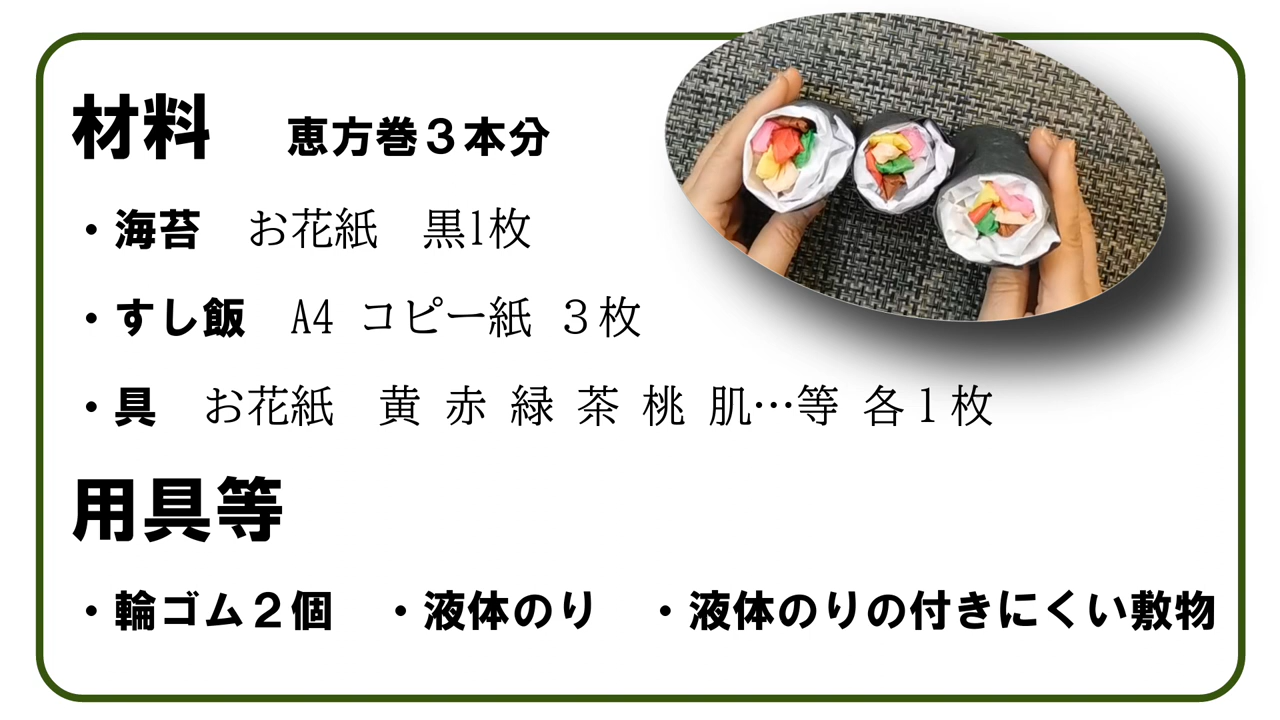 材料　恵方巻３本分
・海苔　お花紙　黒1枚
・すし飯　A4 コピー紙 ３枚
・具　お花紙　黄 赤 緑 茶 桃 肌…等 各１枚
用具等
・輪ゴム２個　・液体のり　・液体のりの付きにくい敷物